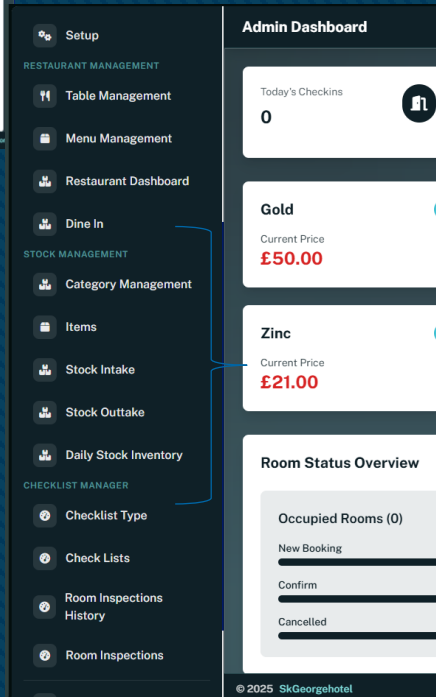 Setup
RESTAURANT MANAGEMENT
Table Management
Menu Management
Restaurant Dashboard
Dine In
STOCK MANAGEMENT
Category Management
Items
Stock Intake
Stock Outtake
Daily Stock Inventory
CHECKLIST MANAGER
Checklist Type
Check Lists
Room Inspections
History
Room Inspections
Admin Dashboard
Today's Checkins
0
Gold
Current Price
£50.00
Zinc
Current Price
£21.00
Room Status Overview
Occupied Rooms (0)
New Booking
Confirm
Cancelled
© 2025 SkGeorgehotel